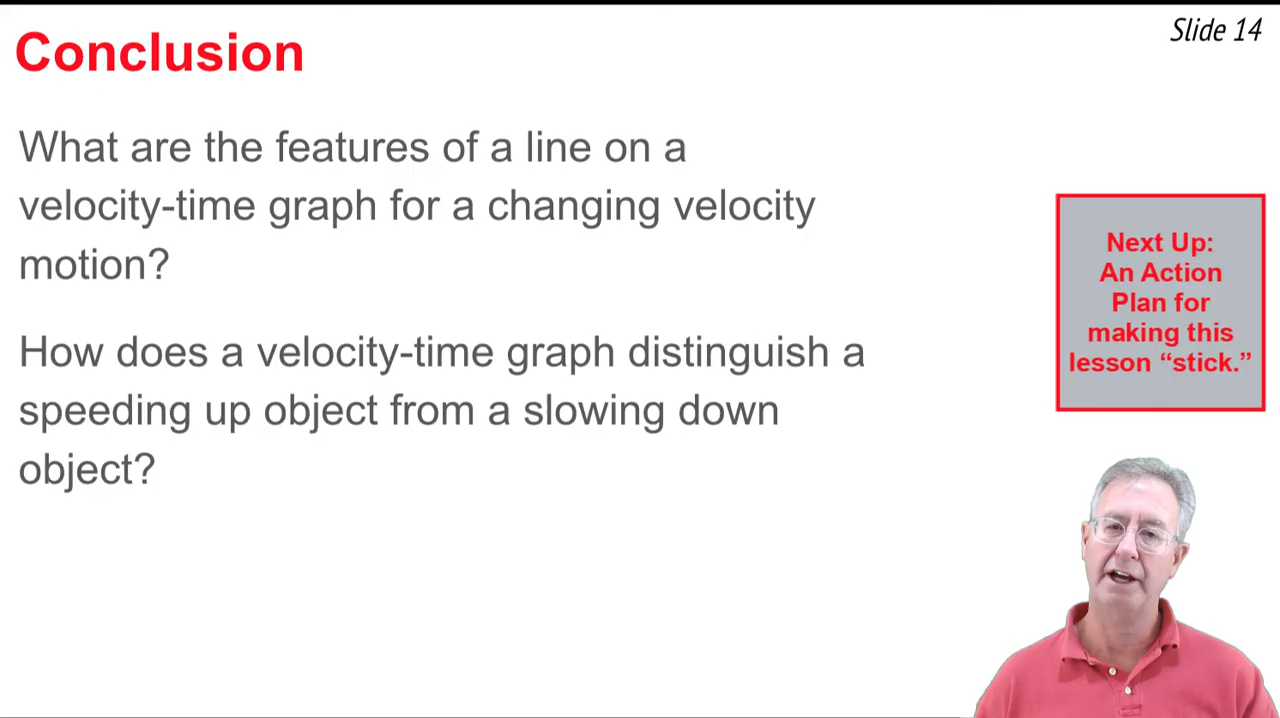 Slide 14
Conclusion
What are the features of a line on a
velocity-time graph for a changing velocity
motion?
How does a velocity-time graph distinguish a
speeding up object from a slowing down
object?
Next Up:
An Action
Plan for
making this
lesson “stick.”